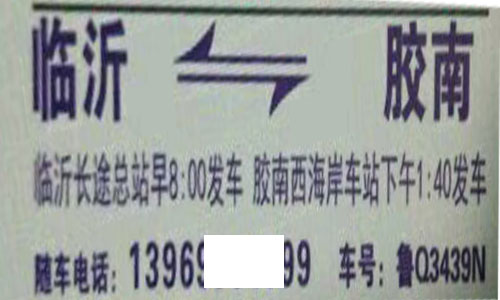 临沂 胶南
临沂长途总站早8:00发车 胶南西海岸车站下午1:40发车
随车电话: 13969 99 车号: 鲁Q3439N